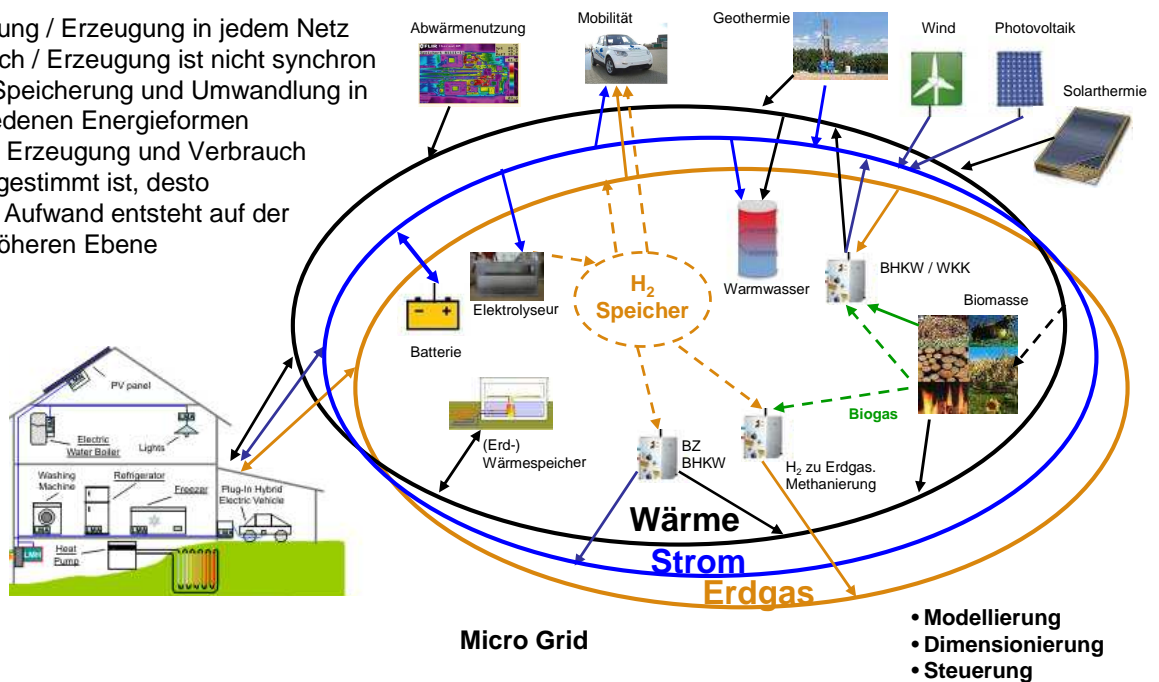 ung / Erzeugung in jedem Netz
ch / Erzeugung ist nicht synchron
Speicherung und Umwandlung in
edenen Energieformen
Erzeugung und Verbrauch
gestimmt ist, desto
Aufwand entsteht auf der
öheren Ebene
Abwärmenutzung
Mobilität
Geothermie
Wind
Photovoltaik
Solarthermie
Batterie
Elektrolyseur
H2
Speicher
Warmwasser
BHKW / WKK
Biomasse
Biogas
(Erd-)
Wärmespeicher
BZ
BHKW
H2 zu Erdgas.
Methanierung
Wärme
Strom
Erdgas
PV panel
Electric
Water Boiler
Lights
Washing
Machine
Refrigerator
Freezer
Plug-In Hybrid
Electric Vehicle
Heat
Pump
Micro Grid
• Modellierung
• Dimensionierung
• Steuerung